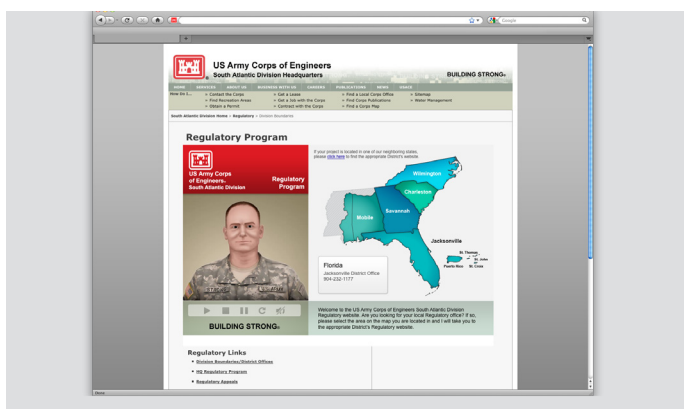 Google
US Army Corps of Engineers
South Atlantic Division Headquarters
BUILDING STRONG®
HOME SERVICES ABOUT US BUSINESS WITH US CAREERS PUBLICATIONS NEWS USACE
How Do I... » Contact the Corps » Get a Lease » Find a Local Corps Office » Sitemap
» Find Recreation Areas » Get a Job with the Corps » Find Corps Publications » Water Management
» Obtain a Permit » Contract with the Corps » Find a Corps Map
South Atlantic Division Home > Regulatory > Division Boundaries
Regulatory Program
If your project is located in one of our neighboring states,
please click here to find the appropriate District's website.
US Army Corps
of Engineers®
South Atlantic Division
Regulatory
Program
Wilmington
Charleston
Savannah
Mobile
Jacksonville
St. Thomas
St. John
Puerto Rico St. Croix
Florida
Jacksonville District Office
904-232-1177
U.S. ARMY
BUILDING STRONG®
Welcome to the US Army Corps of Engineers South Atlantic Division
Regulatory website. Are you looking for your local Regulatory office? If so,
please select the area on the map you are located in and I will take you to
the appropriate District's Regulatory website.
Regulatory Links
Division Boundaries/District Offices
HQ Regulatory Program
Regulatory Appeals